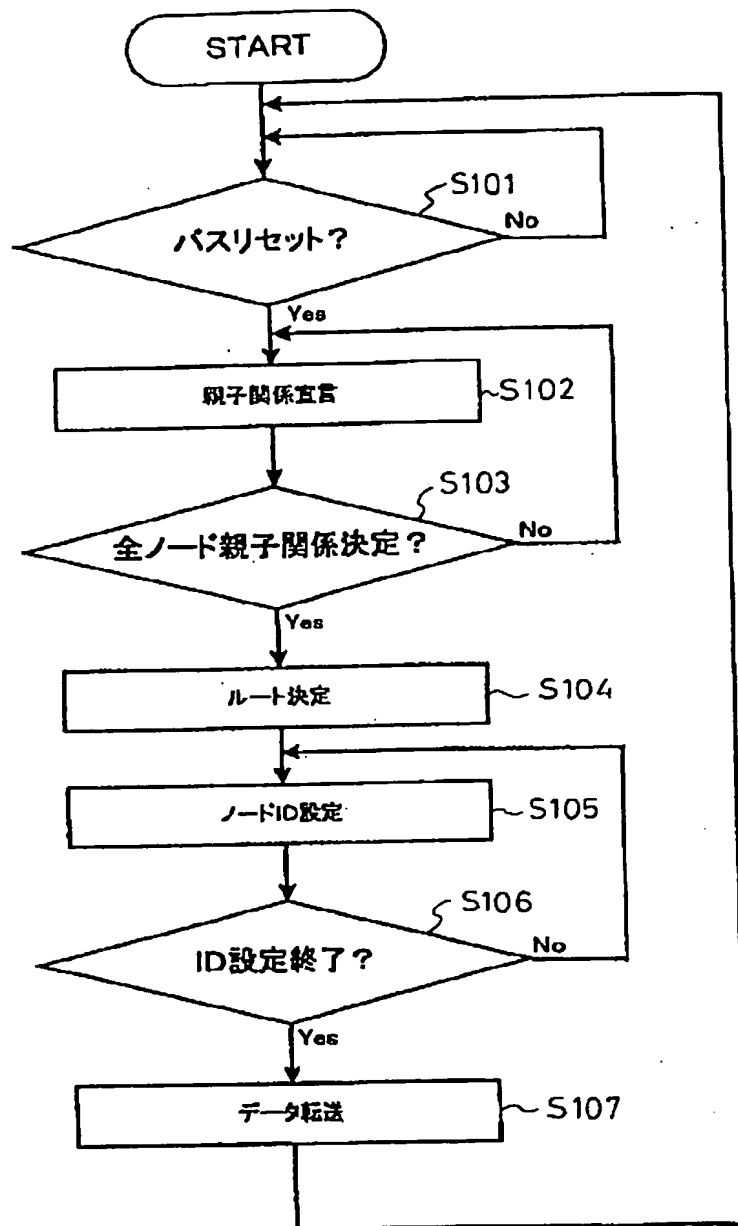 START
S101
バスリセット?
No
Yes
親子関係宣言
S102
S103
全ノード親子関係決定?
No
Yes
ルート決定
S104
ノードID設定
S105
S106
ID設定終了?
No
Yes
データ転送
S107